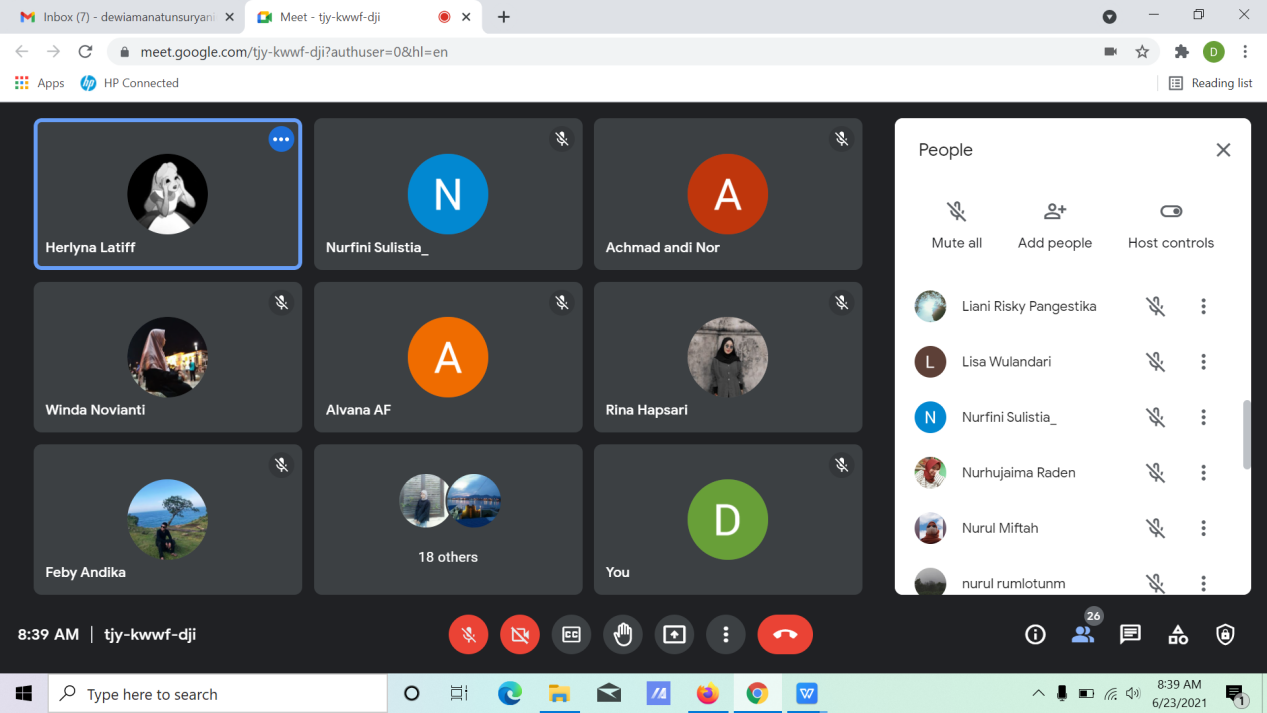 Inbox (7) - dewiamanatunsuryani
Meet - tjy-kwwf-dji
meet.google.com/tjy-kwwf-dji?authuser=0&hl=en
D
Apps
HP Connected
Reading list
Herlyna Latiff
N
Nurfini Sulistia_
A
Achmad andi Nor
Winda Novianti
A
Alvana AF
Rina Hapsari
Feby Andika
18 others
D
You
People
Mute all
Add people
Host controls
Liani Risky Pangestika
L
Lisa Wulandari
N
Nurfini Sulistia_
Nurhujaima Raden
Nurul Miftah
nurul rumlotunm
8:39 AM | tjy-kwwf-dji
26
Type here to search
8:39 AM
6/23/2021
1